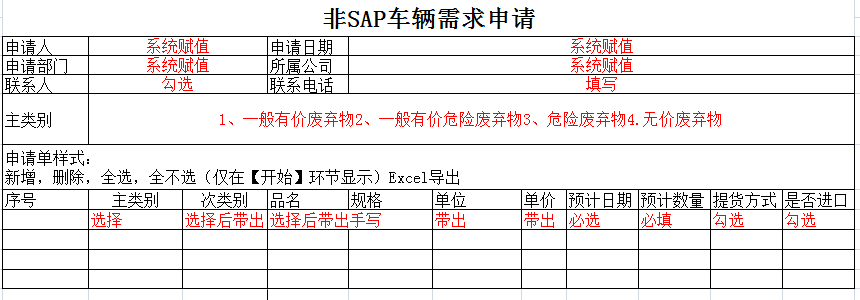 非SAP车辆需求申请
申请人 系统赋值 申请日期 系统赋值
申请部门 系统赋值 所属公司 系统赋值
联系人 勾选 联系电话 填写
主类别 1、一般有价废弃物2、一般有价危险废弃物3、危险废弃物4.无价废弃物
申请单样式：
新增，删除，全选，全不选（仅在【开始】环节显示）Excel导出
序号 主类别 次类别 品名 规格 单位 单价 预计日期 预计数量 提货方式 是否进口
选择 选择后带出 选择后带出 手写 带出 带出 必选 必填 勾选 勾选